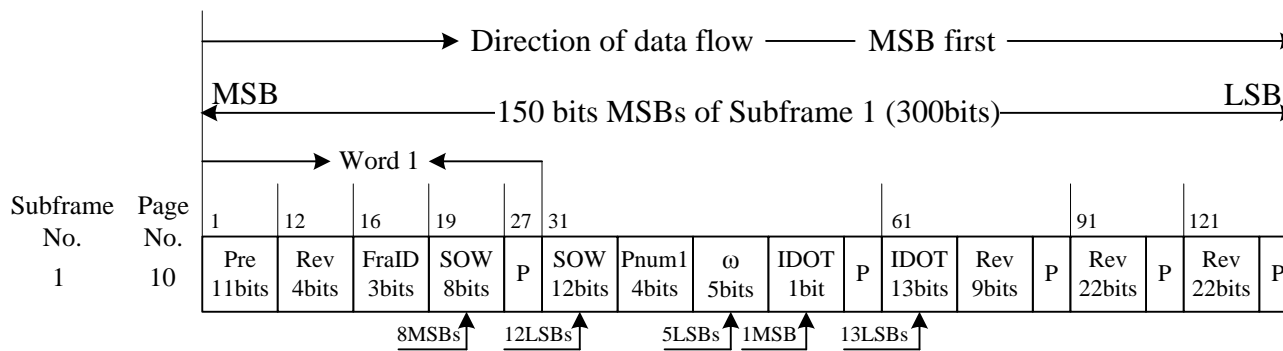 Direction of data flow MSB first
MSB 150 bits MSBs of Subframe 1 (300bits) LSB
Word 1
Subframe No. Page No. 1 12 16 19 27 31 61 91 121
1 10 Pre 11bits Rev 4bits FraID 3bits SOW 8bits P SOW 12bits Pnum1 4bits ω 5bits IDOT 1bit P IDOT 13bits Rev 9bits P Rev 22bits P Rev 22bits P
8MSBs 12LSBs 5LSBs 1MSB 13LSBs